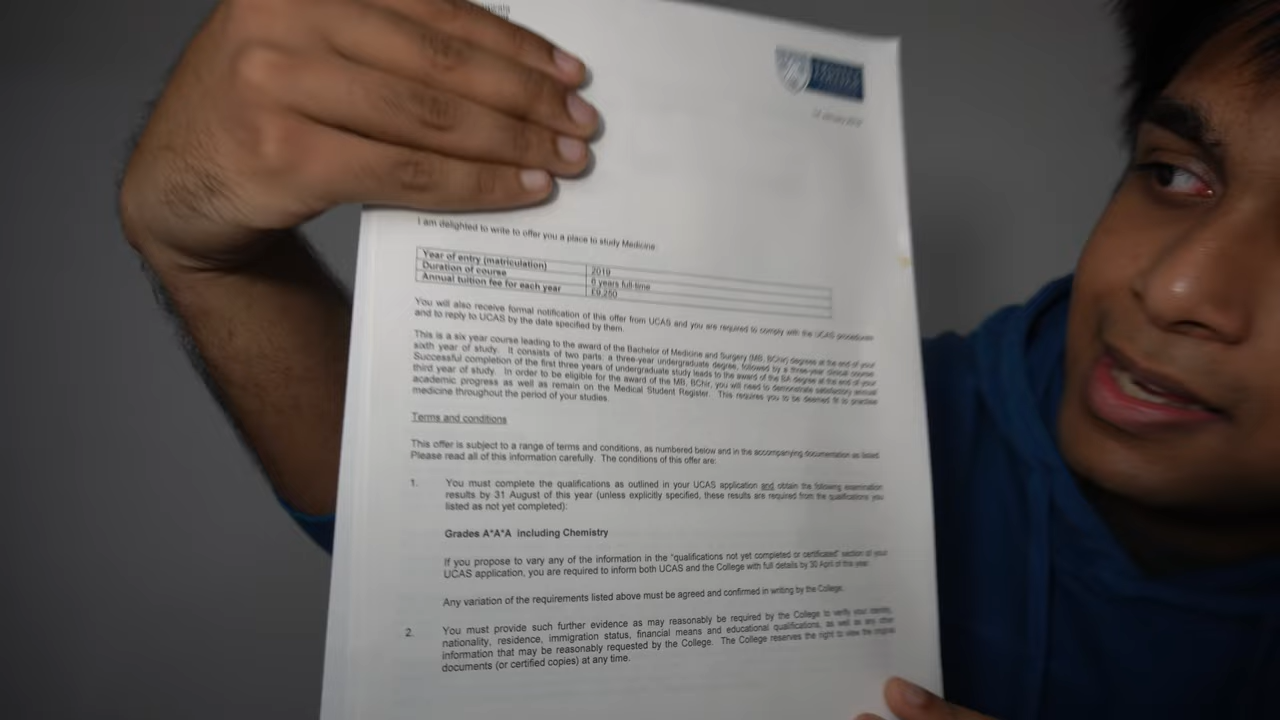 I am delighted to write to offer you a place to study Medicine
Year of entry (matriculation) 2019
Duration of course 6 years full-time
Annual tuition fee for each year £9,250
You will also receive formal notification of this offer from UCAS and you are required to comply with the UCAS procedures
and to reply to UCAS by the date specified by them.
This is a six year course leading to the award of the Bachelor of Medicine and Surgery (MB, BChir) degrees at the end of your
sixth year of study. It consists of two parts: a three-year undergraduate degree, followed by a three-year clinical course.
Successful completion of the first three years of undergraduate study leads to the award of the BA degree at the end of your
third year of study. In order to be eligible for the award of the MB, BChir, you will need to demonstrate satisfactory annual
academic progress as well as remain on the Medical Student Register. This requires you to be deemed fit to practise
medicine throughout the period of your studies.
Terms and conditions
This offer is subject to a range of terms and conditions, as numbered below and in the accompanying documentation as listed.
Please read all of this information carefully. The conditions of this offer are:
1. You must complete the qualifications as outlined in your UCAS application and obtain the following examination
results by 31 August of this year (unless explicitly specified, these results are required from the qualifications you
listed as not yet completed):
Grades A*A*A including Chemistry
If you propose to vary any of the information in the "qualifications not yet completed or certificated" section of your
UCAS application, you are required to inform both UCAS and the College with full details by 30 April of this year.
Any variation of the requirements listed above must be agreed and confirmed in writing by the College.
2. You must provide such further evidence as may reasonably be required by the College to verify your identity,
nationality, residence, immigration status, financial means and educational qualifications, as well as any other
information that may be reasonably requested by the College. The College reserves the right to view the original
documents (or certified copies) at any time.